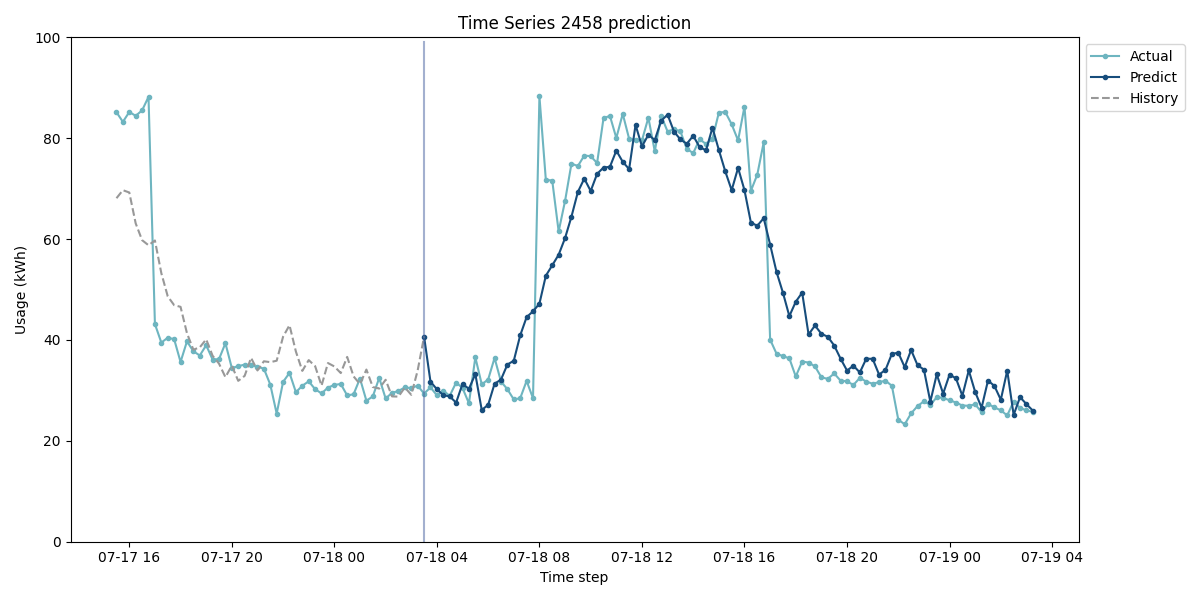 Time Series 2458 prediction
100
80
60
40
20
0
Usage (kWh)
07-17 16
07-17 20
07-18 00
07-18 04
07-18 08
07-18 12
07-18 16
07-18 20
07-19 00
07-19 04
Time step
Actual
Predict
History